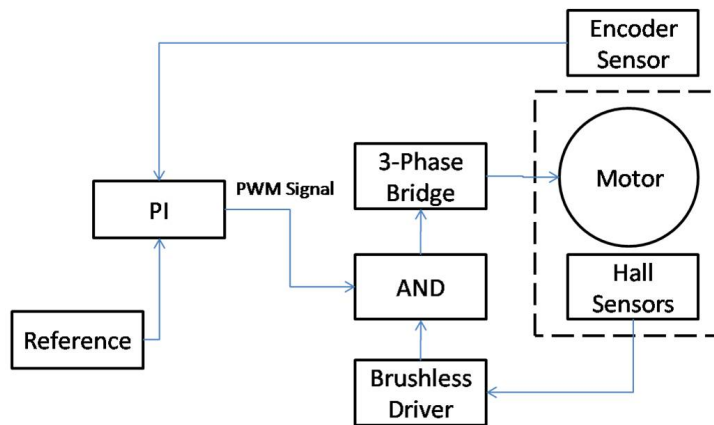 Encoder
Sensor
3-Phase
Bridge
Motor
PWM Signal
PI
AND
Hall
Sensors
Reference
Brushless
Driver